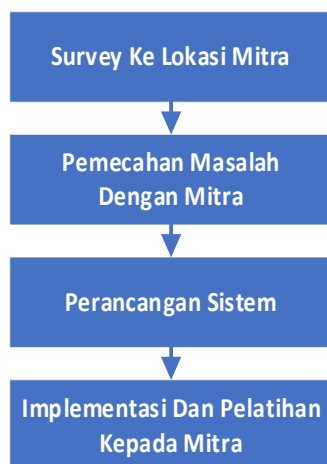 Survey Ke Lokasi Mitra
Pemecahan Masalah
Dengan Mitra
Perancangan Sistem
Implementasi Dan Pelatihan
Kepada Mitra